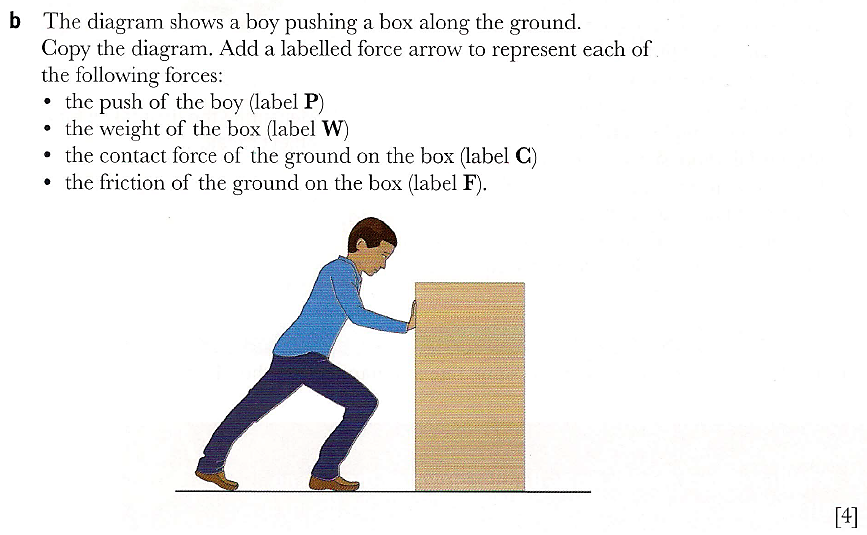 b The diagram shows a boy pushing a box along the ground.
Copy the diagram. Add a labelled force arrow to represent each of
the following forces:
• the push of the boy (label P)
• the weight of the box (label W)
• the contact force of the ground on the box (label C)
• the friction of the ground on the box (label F).
[4]